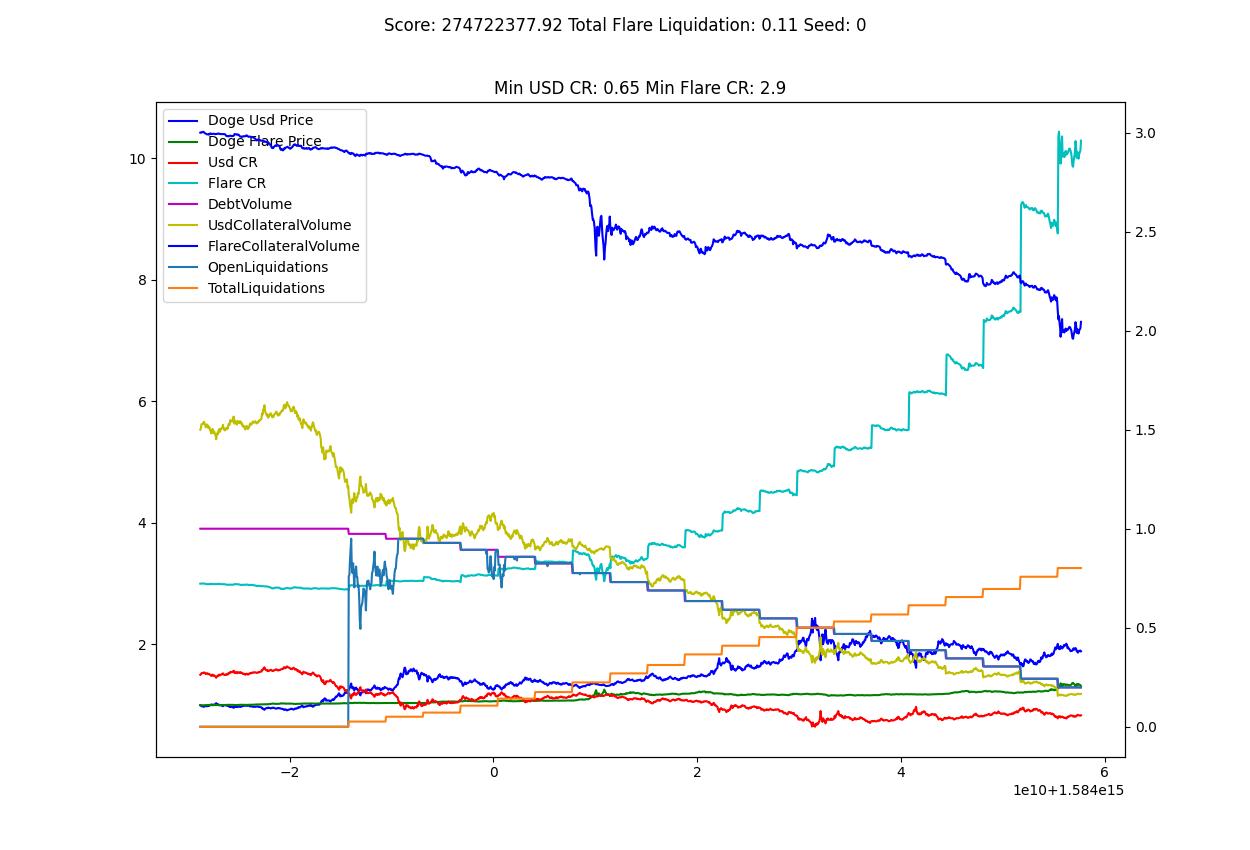 Score: 274722377.92 Total Flare Liquidation: 0.11 Seed: 0
Min USD CR: 0.65 Min Flare CR: 2.9
Doge Usd Price
Doge Flare Price
Usd CR
Flare CR
DebtVolume
UsdCollateralVolume
FlareCollateralVolume
OpenLiquidations
TotalLiquidations
10
8
6
4
2
3.0
2.5
2.0
1.5
1.0
0.5
0.0
−2
0
2
4
6
1e10+1.584e15